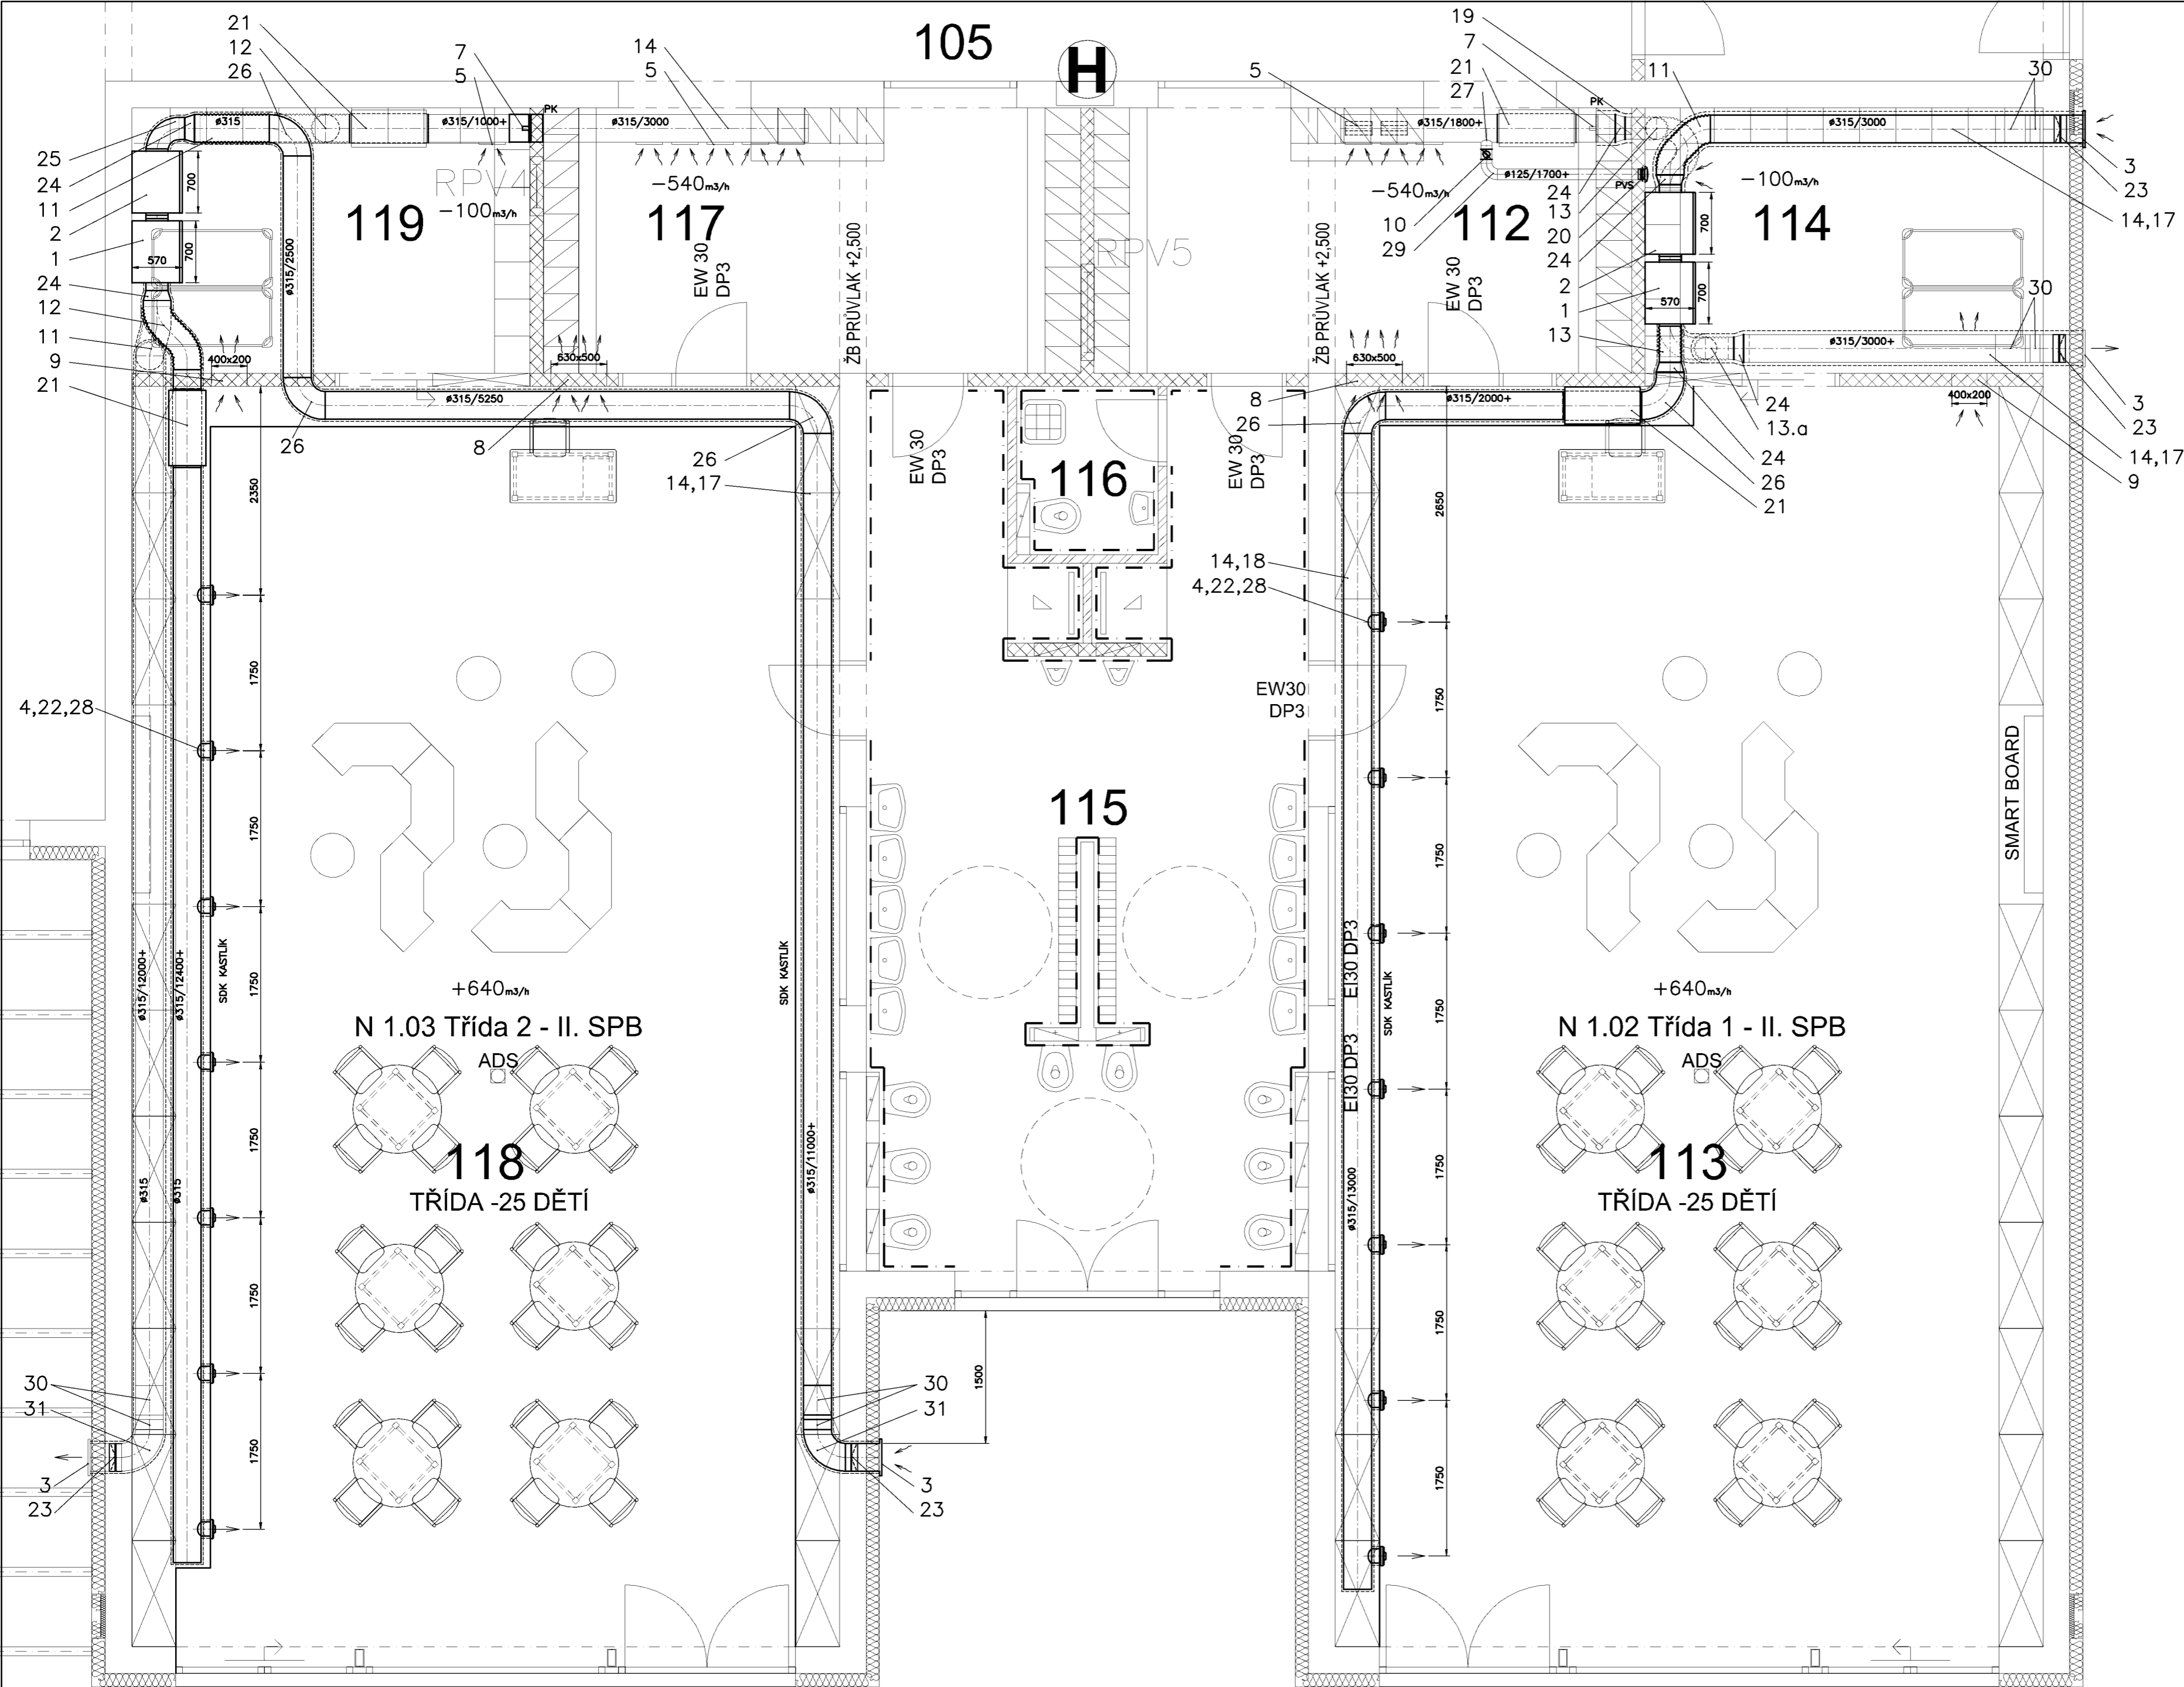 105
H
21
12
26
7
5
14
5
5
19
7
21
27
11
30
PK
PK
ø315
ø315/1000+
ø315/3000
ø315/1800+
ø315/3000
25
24
11
2
1
24
12
11
9
21
700
700
570
RPV4
-100m3/h
119
-540m3/h
117
EW 30
DP3
ŽB PRŮVLAK +2,500
RPV5
ŽB PRŮVLAK +2,500
-540m3/h
112
10
29
ø125/1700+
PVS
EW 30
DP3
24
13
20
24
2
1
13
-100m3/h
114
700
700
570
3
23
14,17
30
ø315/3000+
ø315/2500
400x200
630x500
630x500
400x200
ø315/5250
ø315/2000+
26
8
26
14,17
8
26
24
13.a
24
26
21
3
23
14,17
9
EW 30
DP3
EW 30
DP3
116
2350
2650
14,18
4,22,28
4,22,28
1750
1750
1750
1750
1750
1750
1750
1750
1750
1750
1750
1750
EW30
DP3
115
SMART BOARD
ø315/12000+
ø315/12400+
SDK KASTLÍK
SDK KASTLÍK
EI30 DP3
EI30 DP3
SDK KASTLÍK
+640m3/h
N 1.03 Třída 2 - II. SPB
ADS
118
TŘÍDA -25 DĚTÍ
+640m3/h
N 1.02 Třída 1 - II. SPB
ADS
113
TŘÍDA -25 DĚTÍ
ø315
ø315
ø315/11000+
ø315/13000
1500
30
31
3
23
30
31
3
23